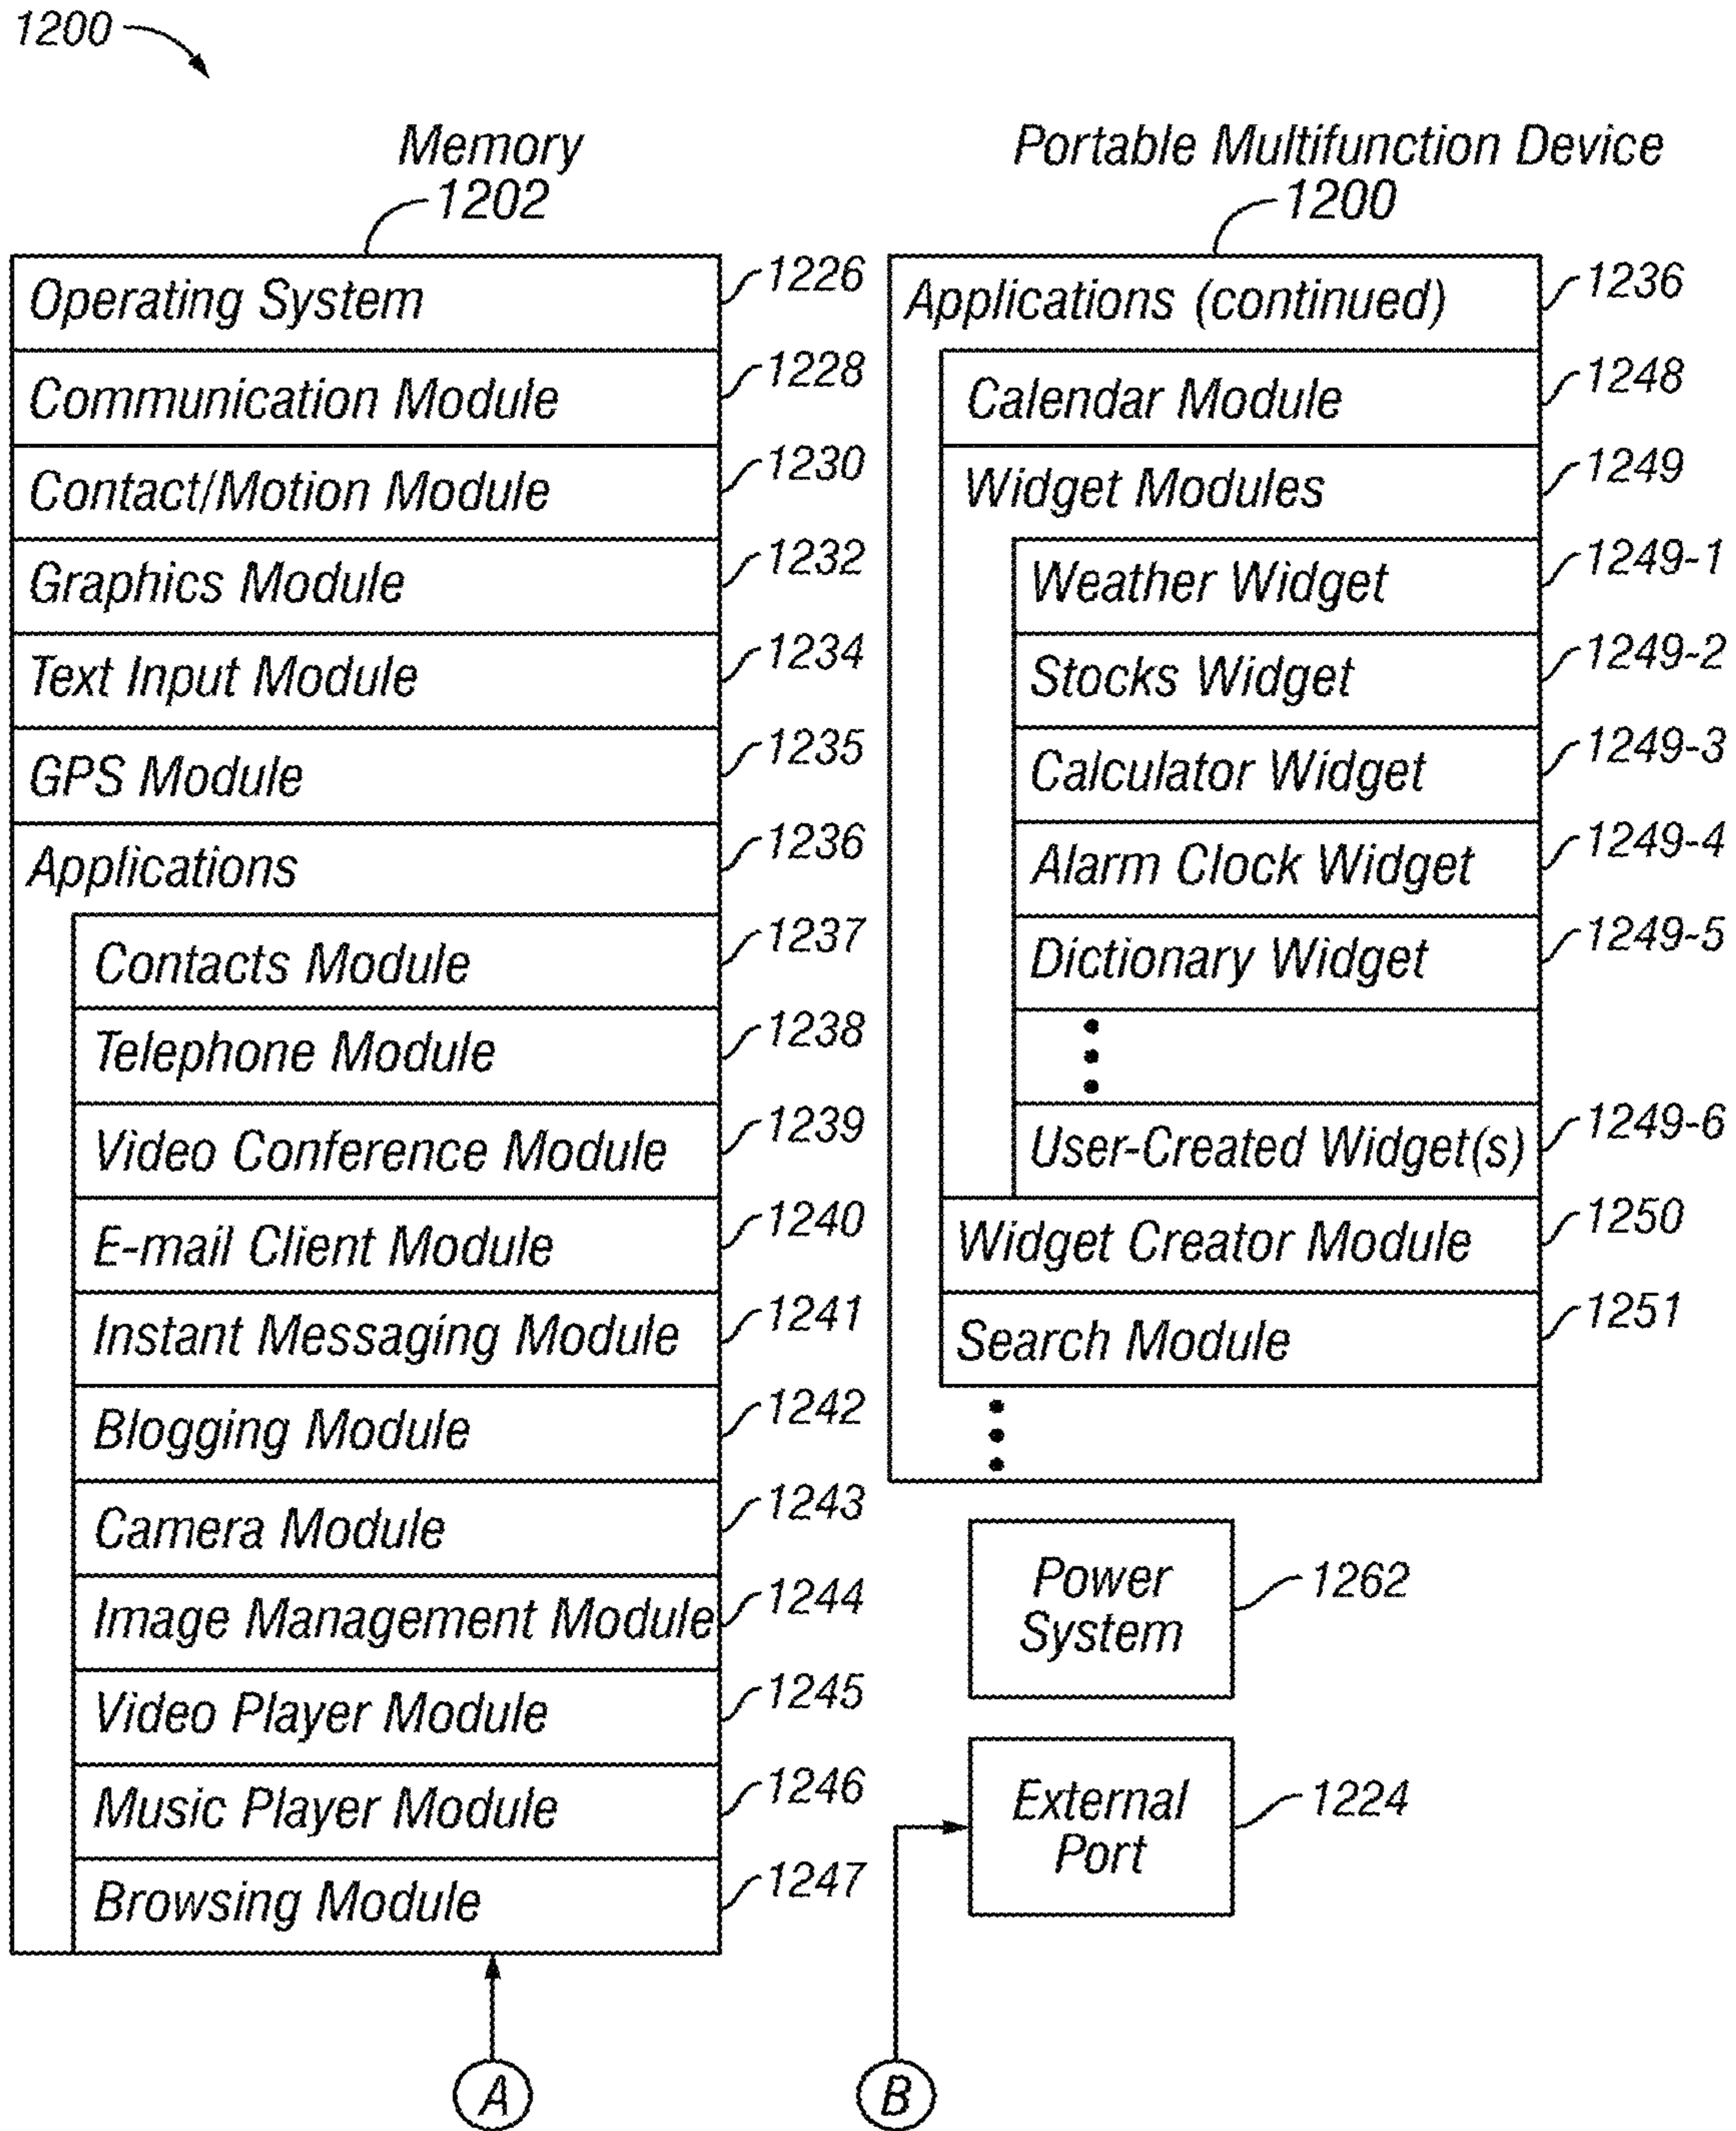 1200
Memory
1202
Operating System
1226
Communication Module
1228
Contact/Motion Module
1230
Graphics Module
1232
Text Input Module
1234
GPS Module
1235
Applications
1236
Contacts Module
1237
Telephone Module
1238
Video Conference Module
1239
E-mail Client Module
1240
Instant Messaging Module
1241
Blogging Module
1242
Camera Module
1243
Image Management Module
1244
Video Player Module
1245
Music Player Module
1246
Browsing Module
1247
A
Portable Multifunction Device
1200
Applications (continued)
1236
Calendar Module
1248
Widget Modules
1249
Weather Widget
1249-1
Stocks Widget
1249-2
Calculator Widget
1249-3
Alarm Clock Widget
1249-4
Dictionary Widget
1249-5
User-Created Widget(s)
1249-6
Widget Creator Module
1250
Search Module
1251
Power
System
1262
External
Port
1224
B